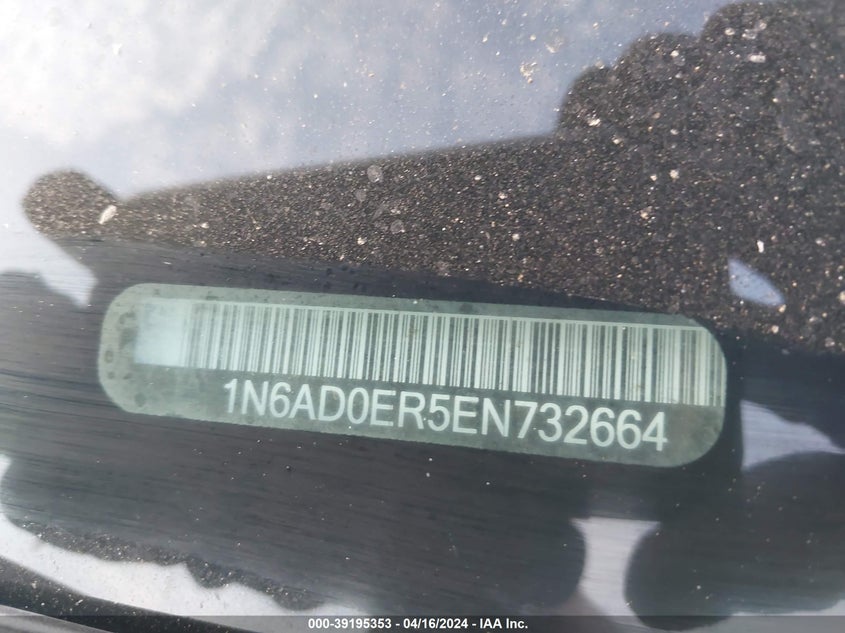 1N6AD0ER5EN732664
000-39195353 - 04/16/2024 - IAA Inc.